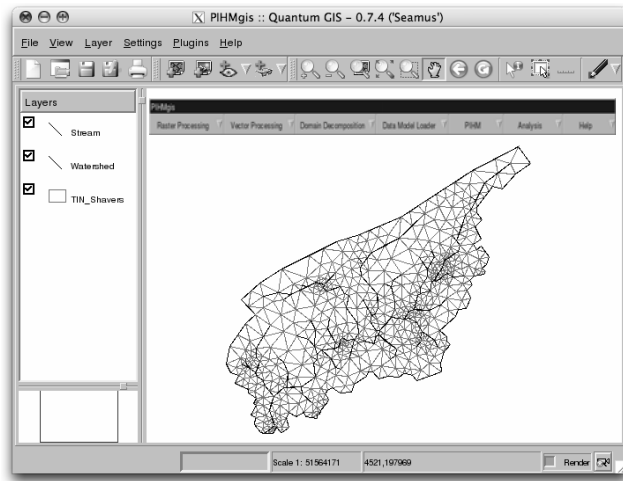 PIHMgis :: Quantum GIS - 0.7.4 ('Seamus')
File View Layer Settings Plugins Help
Layers
Stream
Watershed
TIN_Shavers
PIHMgis
Raster Processing Vector Processing Domain Decomposition Data Model Loader PIHM Analysis Help
Scale 1: 51564171 4521,197969 Render